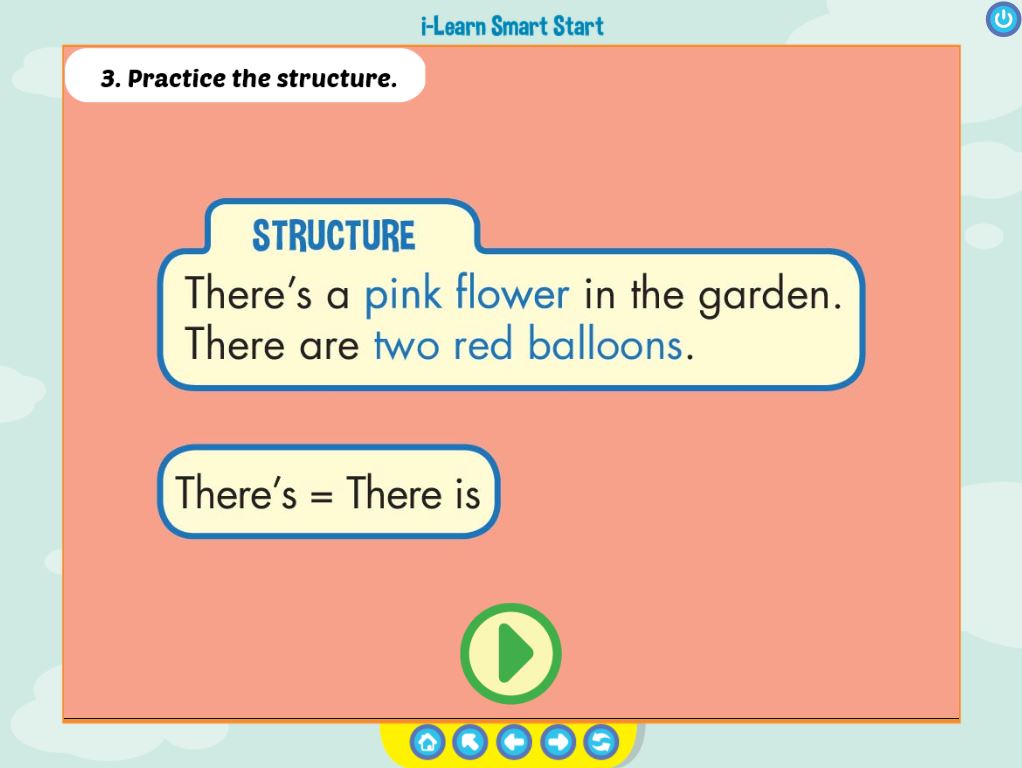 i-Learn Smart Start
3. Practice the structure.
STRUCTURE
There's a pink flower in the garden.
There are two red balloons.
There's = There is